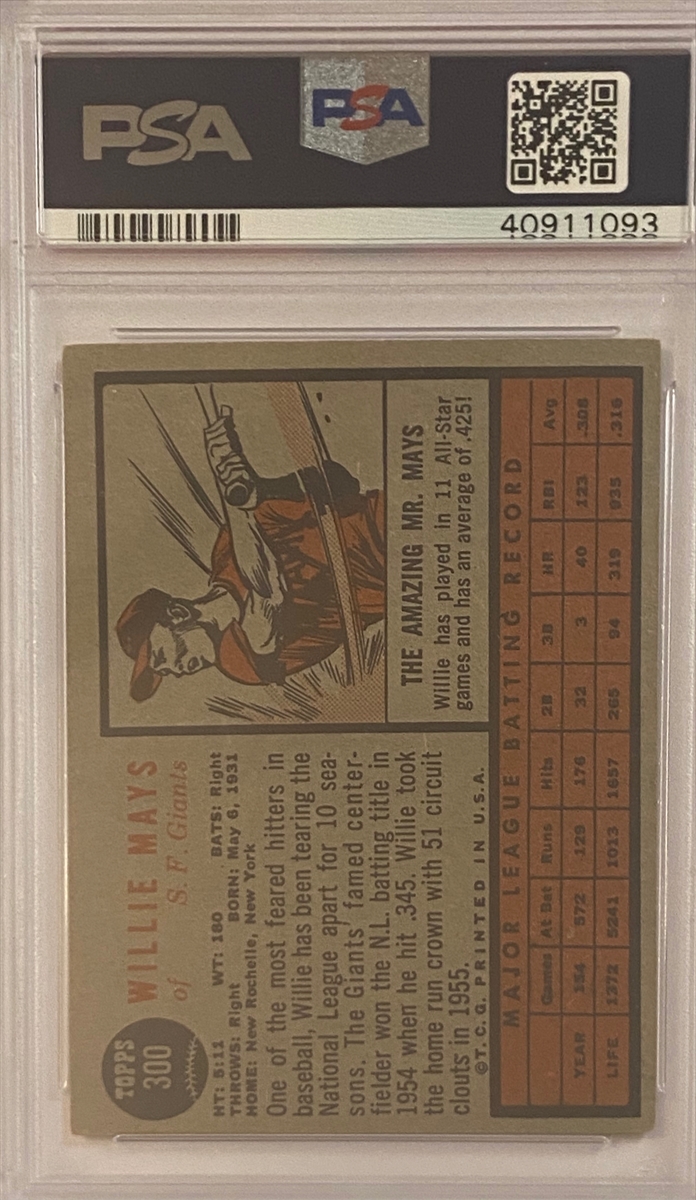 PSA
PSA
40911093
TOPPS
300
WILLIE MAYS
of S. F. Giants
HT: 5:11 WT: 180 BATS: Right
THROWS: Right BORN: May 6, 1931
HOME: New Rochelle, New York
One of the most feared hitters in
baseball, Willie has been tearing the
National League apart for 10 sea-
sons. The Giants' famed center-
fielder won the N.L. batting title in
1954 when he hit .345. Willie took
the home run crown with 51 circuit
clouts in 1955.
©T. C. G. PRINTED IN U.S.A.
THE AMAZING MR. MAYS
Willie has played in 11 All-Star
games and has an average of .425!
MAJOR LEAGUE BATTING RECORD
Games At Bat Runs Hits 2B 3B HR RBI Avg
YEAR 154 572 129 176 32 3 40 123 .308
LIFE 1372 5241 1013 1657 265 94 319 935 .316